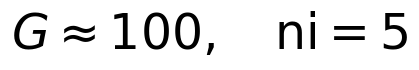 G ≈ 100, ni = 5